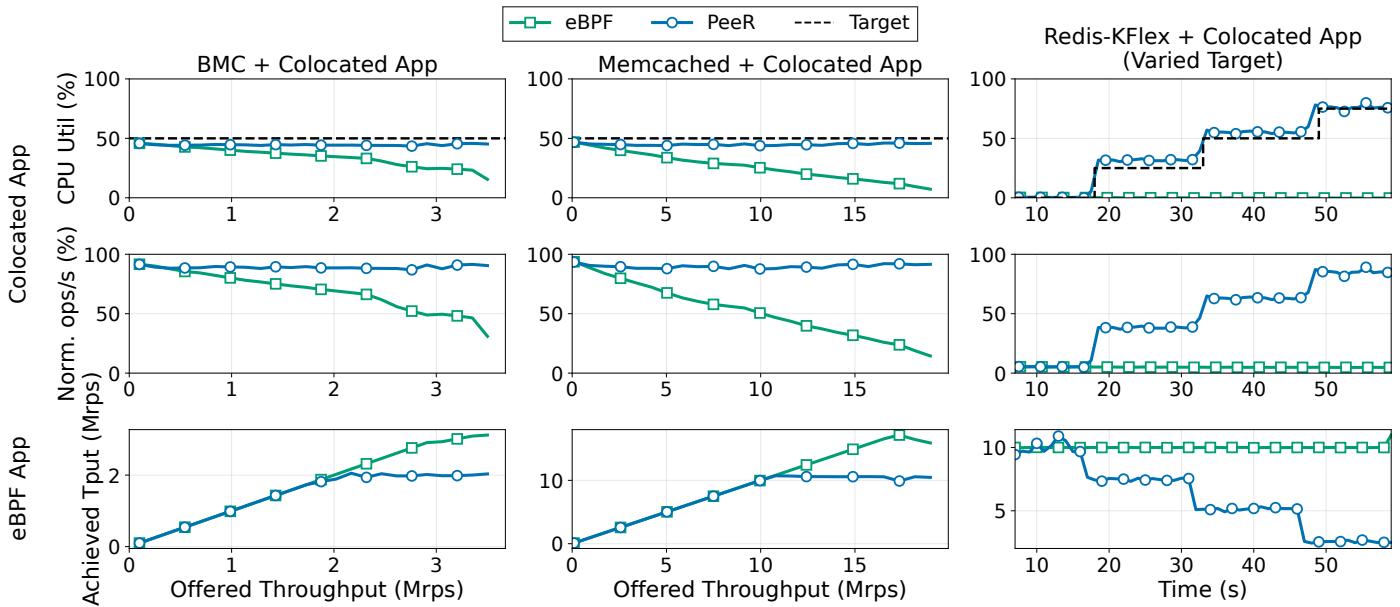 eBPF PeeR Target
BMC + Colocated App
Memcached + Colocated App
Redis-KFlex + Colocated App
(Varied Target)
Colocated App
CPU Util (%)
100
50
0
0 1 2 3
100
50
0
0 5 10 15
100
50
0
10 20 30 40 50
Norm. ops/s (%)
100
50
0
0 1 2 3
100
50
0
0 5 10 15
100
50
0
10 20 30 40 50
eBPF App
Achieved Tput (Mrps)
2
0
0 1 2 3
Offered Throughput (Mrps)
10
0
0 5 10 15
Offered Throughput (Mrps)
10
5
10 20 30 40 50
Time (s)